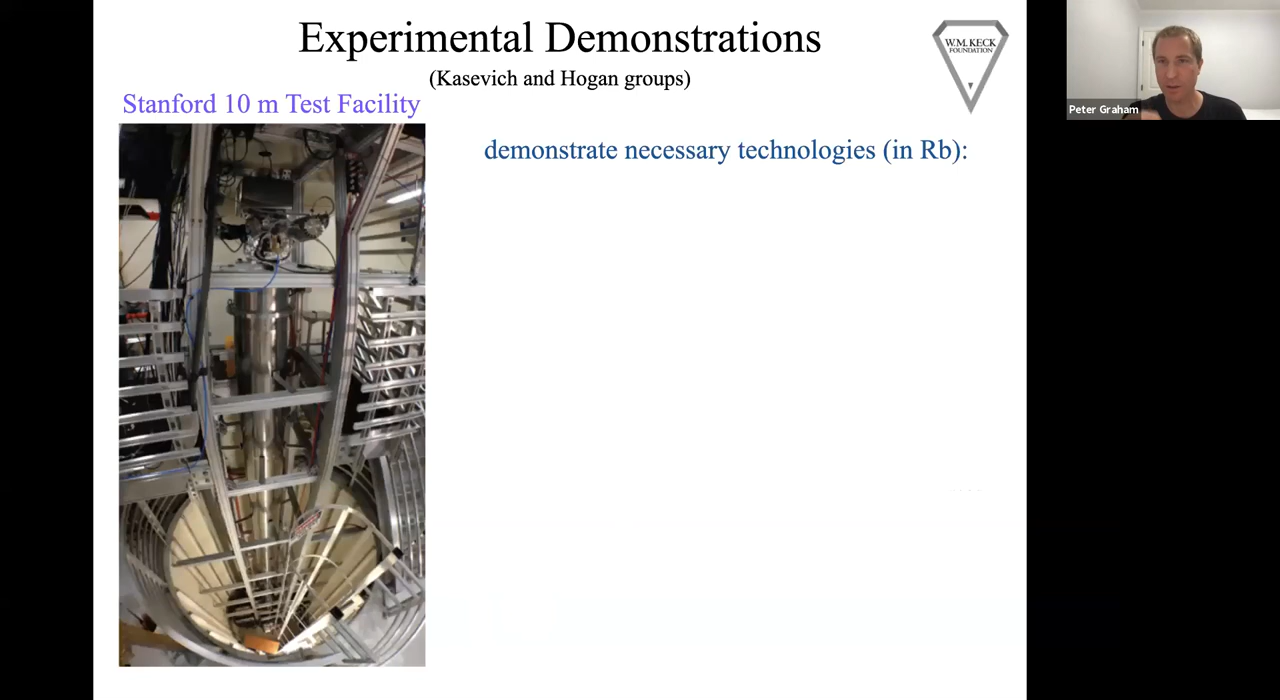 Experimental Demonstrations
(Kasevich and Hogan groups)
W.M. KECK
FOUNDATION
Stanford 10 m Test Facility
demonstrate necessary technologies (in Rb):
Peter Graham